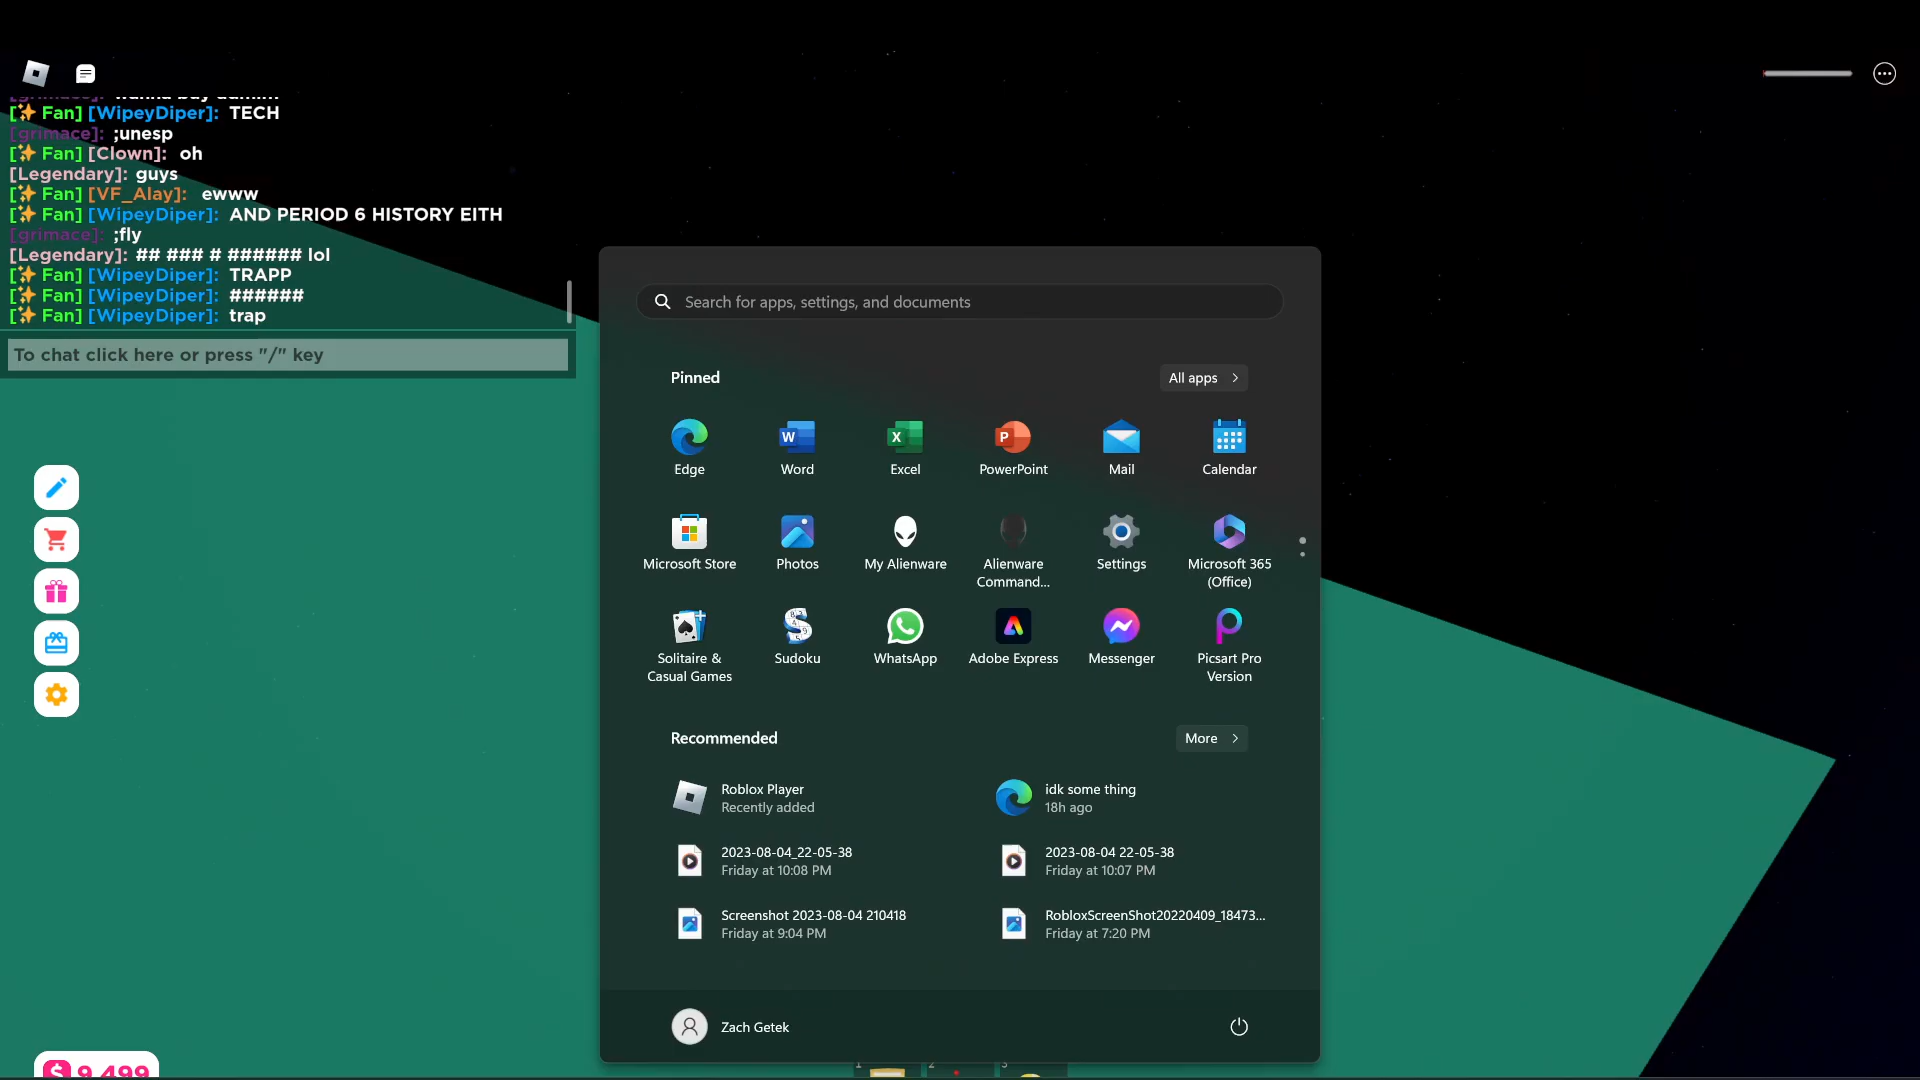 [✨ Fan] [WipeyDiper]: TECH
[grimace]: ;unesp
[✨ Fan] [Clown]: oh
[Legendary]: guys
[✨ Fan] [VF_Alay]: ewww
[✨ Fan] [WipeyDiper]: AND PERIOD 6 HISTORY EITH
[grimace]: ;fly
[Legendary]: ## ### # ###### lol
[✨ Fan] [WipeyDiper]: TRAPP
[✨ Fan] [WipeyDiper]: ######
[✨ Fan] [WipeyDiper]: trap
To chat click here or press "/" key
Search for apps, settings, and documents
Pinned
All apps
Edge
Word
Excel
PowerPoint
Mail
Calendar
Microsoft Store
Photos
My Alienware
Alienware
Command...
Settings
Microsoft 365
(Office)
Solitaire &
Casual Games
Sudoku
WhatsApp
Adobe Express
Messenger
Picsart Pro
Version
Recommended
More
Roblox Player
Recently added
idk some thing
18h ago
2023-08-04_22-05-38
Friday at 10:08 PM
2023-08-04 22-05-38
Friday at 10:07 PM
Screenshot 2023-08-04 210418
Friday at 9:04 PM
RobloxScreenShot20220409_18473...
Friday at 7:20 PM
Zach Getek
$ 9,499
1
2
3